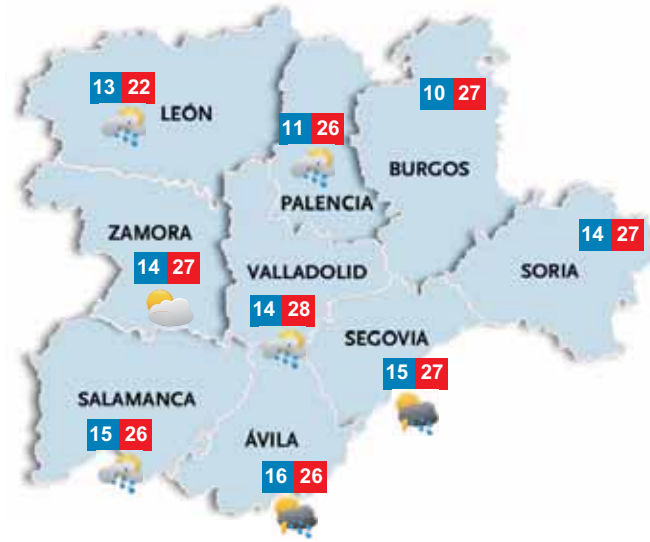 13 22
LEÓN
10 27
11 26
BURGOS
PALENCIA
ZAMORA
14 27
14 27
VALLADOLID
SORIA
14 28
SEGOVIA
15 27
SALAMANCA
15 26
ÁVILA
16 26